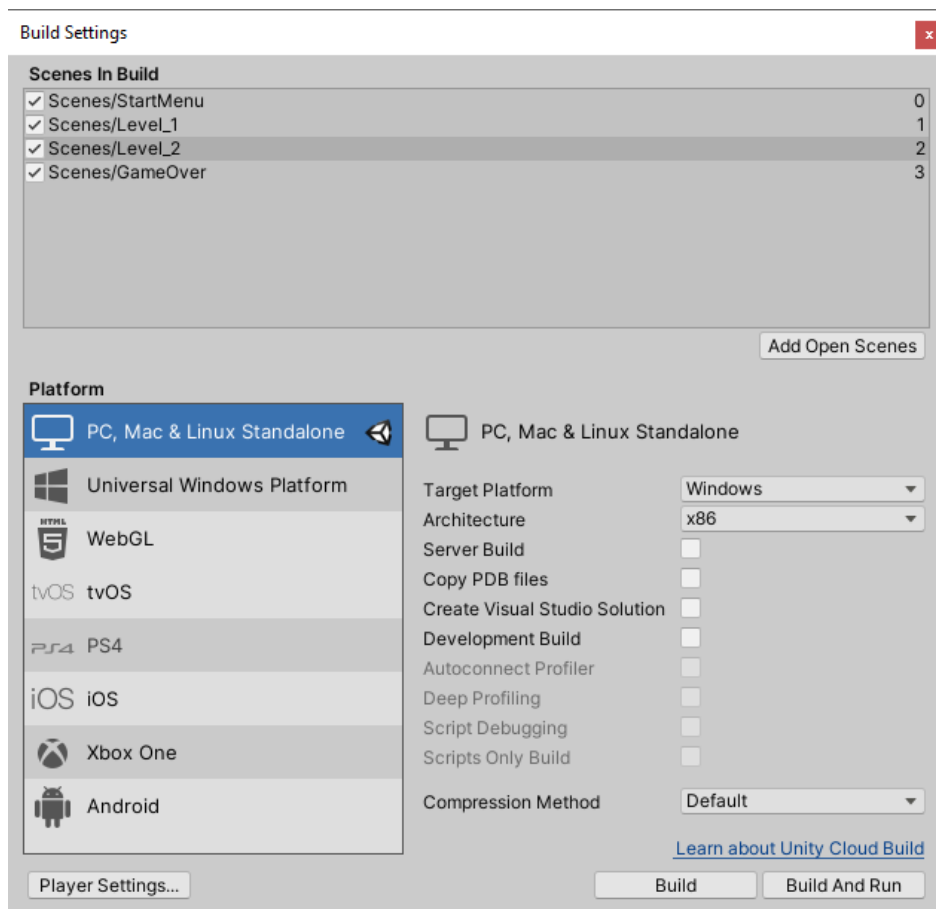 Build Settings
x
Scenes In Build
Scenes/StartMenu 0
Scenes/Level_1 1
Scenes/Level_2 2
Scenes/GameOver 3
Add Open Scenes
Platform
PC, Mac & Linux Standalone
Universal Windows Platform
HTML
5
WebGL
tvOS tvOS
PS4 PS4
iOS iOS
Xbox One
Android
PC, Mac & Linux Standalone
Target Platform Windows
Architecture x86
Server Build
Copy PDB files
Create Visual Studio Solution
Development Build
Autoconnect Profiler
Deep Profiling
Script Debugging
Scripts Only Build
Compression Method Default
Learn about Unity Cloud Build
Player Settings... Build Build And Run